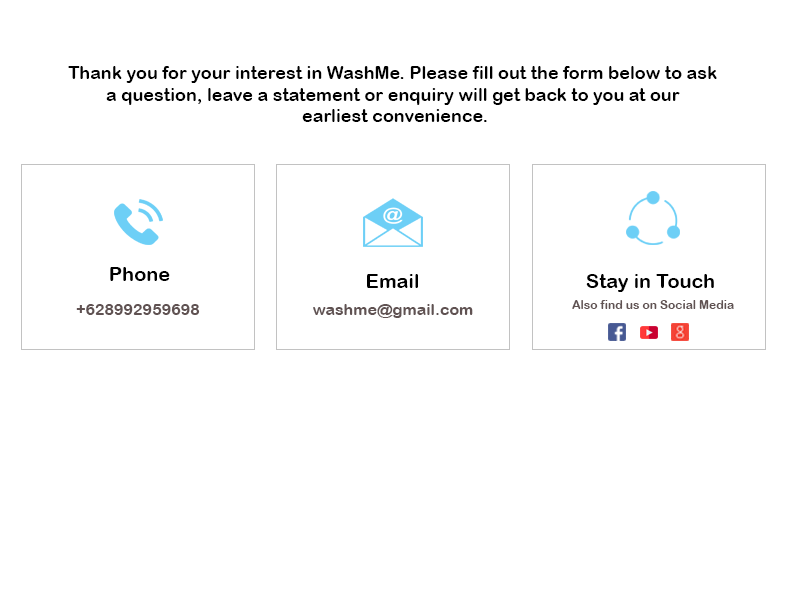 Thank you for your interest in WashMe. Please fill out the form below to ask
a question, leave a statement or enquiry will get back to you at our
earliest convenience.
@
Phone
Email
Stay in Touch
+628992959698
washme@gmail.com
Also find us on Social Media
f
8